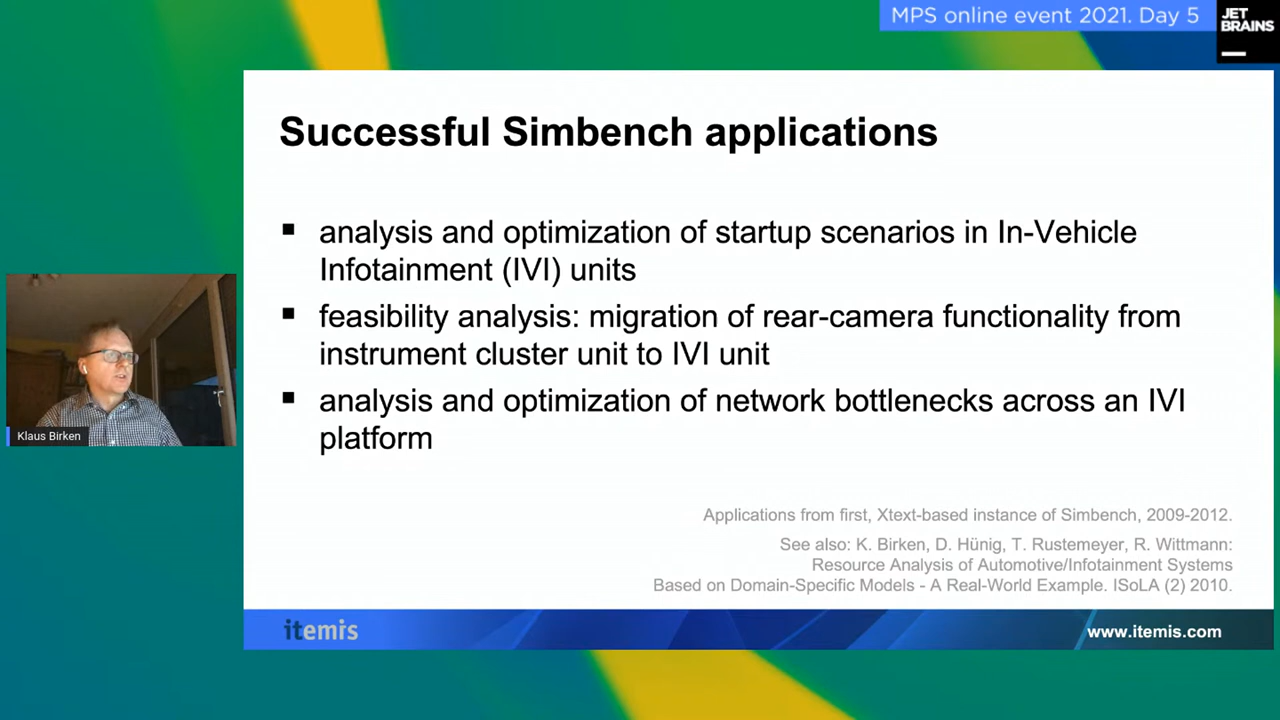 MPS online event 2021. Day 5
JET
BRAINS
Successful Simbench applications
▪ analysis and optimization of startup scenarios in In-Vehicle
Infotainment (IVI) units
▪ feasibility analysis: migration of rear-camera functionality from
instrument cluster unit to IVI unit
▪ analysis and optimization of network bottlenecks across an IVI
platform
Klaus Birken
Applications from first, Xtext-based instance of Simbench, 2009-2012.
See also: K. Birken, D. Hünig, T. Rustemeyer, R. Wittmann:
Resource Analysis of Automotive/Infotainment Systems
Based on Domain-Specific Models - A Real-World Example. ISoLA (2) 2010.
itemis
www.itemis.com